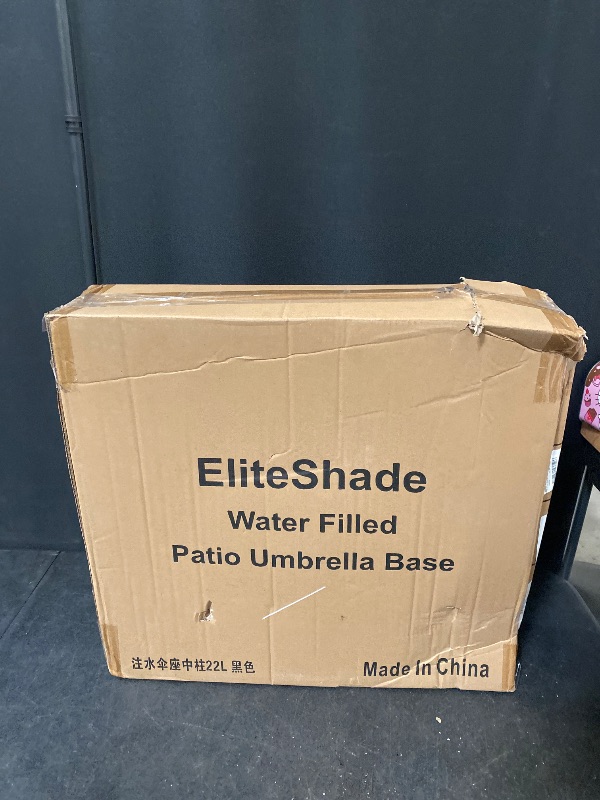 EliteShade
Water Filled
Patio Umbrella Base
注水伞座中柱22L 黑色
Made In China